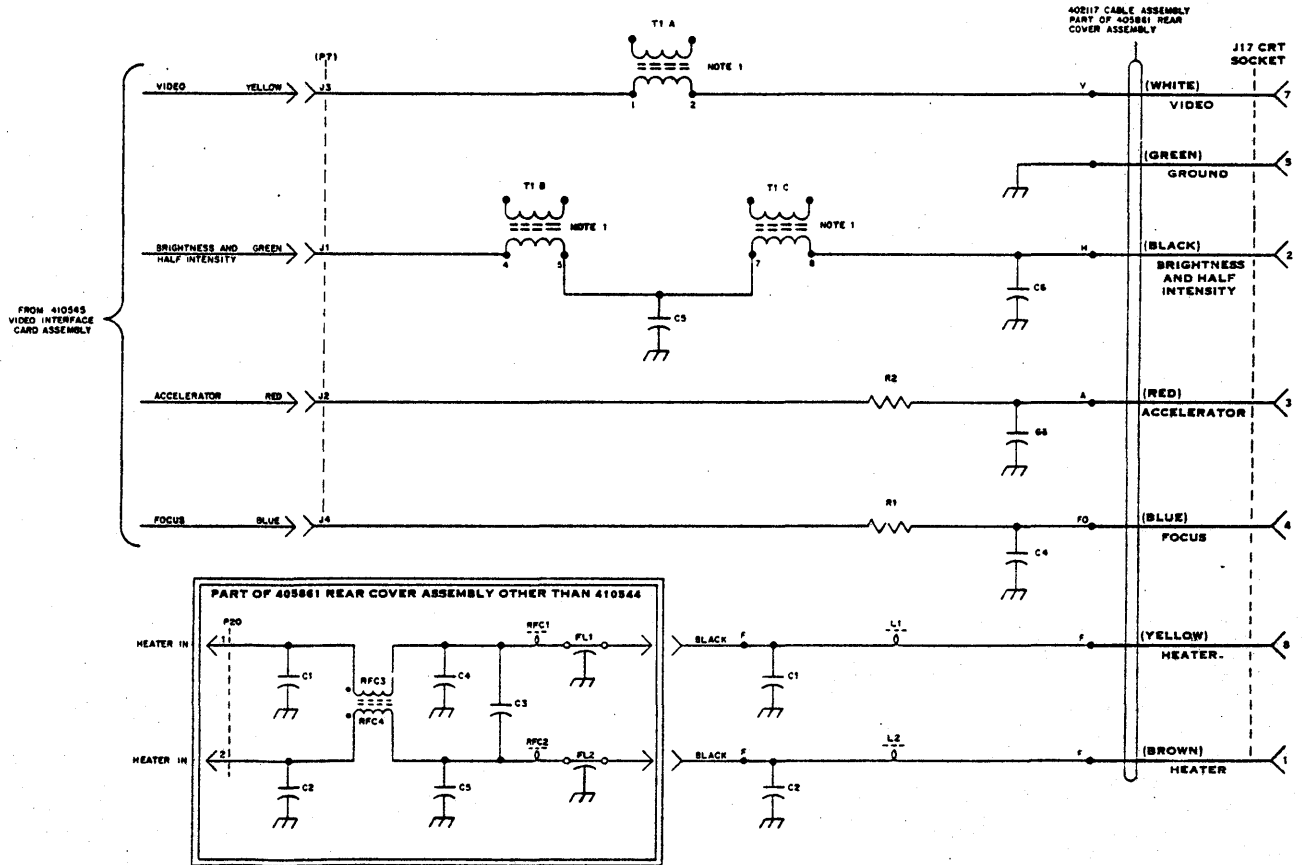 402117 CABLE ASSEMBLY
PART OF 405861 REAR
COVER ASSEMBLY
J17 CRT
SOCKET
T1 A
NOTE 1
(P7)
VIDEO YELLOW J3
1 2
V (WHITE) 7
VIDEO
(GREEN) 5
GROUND
T1 B
NOTE 1
T1 C
NOTE 1
BRIGHTNESS AND GREEN J1
HALF INTENSITY
4 5 7 8
H (BLACK) 2
BRIGHTNESS
AND HALF
INTENSITY
C5
C6
FROM 410545
VIDEO INTERFACE
CARD ASSEMBLY
ACCELERATOR RED J2
R2
A (RED) 3
ACCELERATOR
FOCUS BLUE J4
R1
FO (BLUE) 4
FOCUS
C4
PART OF 405861 REAR COVER ASSEMBLY OTHER THAN 410544
P20
HEATER IN 1
RFC1 FL1
BLACK F
L1
F (YELLOW)
HEATER
C1
RFC3
C4
C3
C1
RFC4
HEATER IN 2
RFC2 FL2
BLACK F
L2
F (BROWN) 1
HEATER
C2
C5
C2